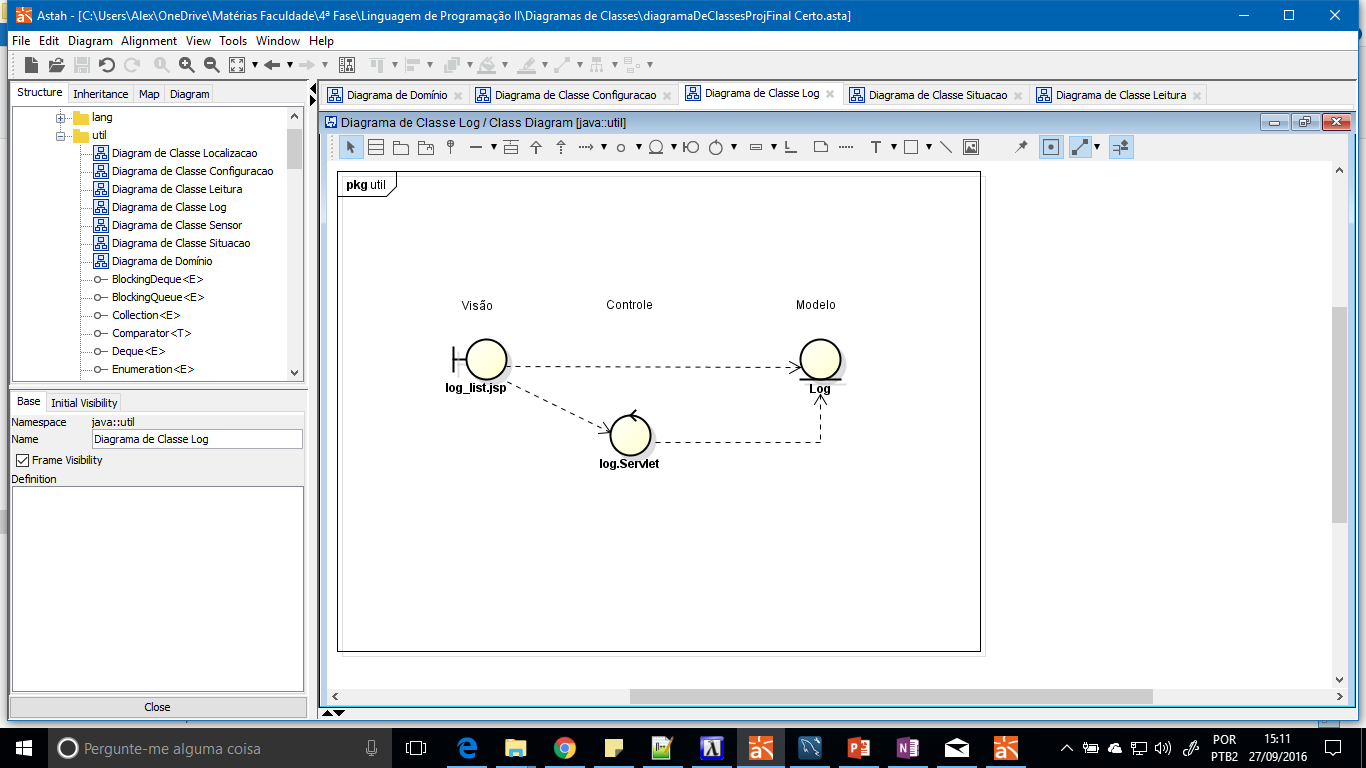 Astah - [C:\Users\Alex\OneDrive\Matérias Faculdade\4ª Fase\Linguagem de Programação II\Diagramas de Classes\diagramaDeClassesProjFinal Certo.asta]
File Edit Diagram Alignment View Tools Window Help
Structure Inheritance Map Diagram
Diagrama de Domínio Diagrama de Classe Configuracao Diagrama de Classe Log Diagrama de Classe Situacao Diagrama de Classe Leitura
Diagrama de Classe Log / Class Diagram [java::util]
lang
util
Diagram de Classe Localizacao
Diagrama de Classe Configuracao
Diagrama de Classe Leitura
Diagrama de Classe Log
Diagrama de Classe Sensor
Diagrama de Classe Situacao
Diagrama de Domínio
BlockingDeque<E>
BlockingQueue<E>
Collection<E>
Comparator<T>
Deque<E>
Enumeration<E>
Base Initial Visibility
Namespace java::util
Name Diagrama de Classe Log
Frame Visibility
Definition
Close
T
pkg util
Visão Controle Modelo
log_list.jsp
Log
log.Servlet
Pergunte-me alguma coisa
POR
PTB2
15:11
27/09/2016